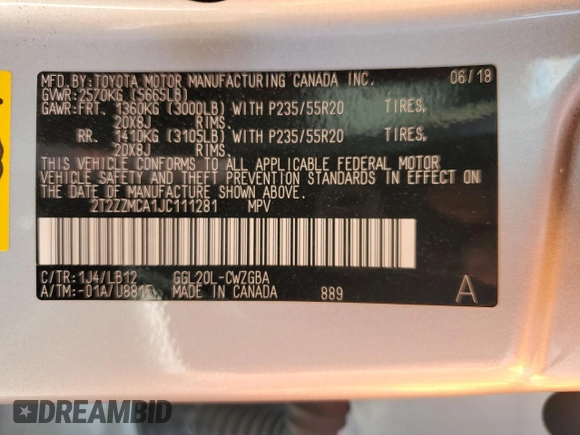 MFD.BY:TOYOTA MOTOR MANUFACTURING CANADA INC. 06/18
GVWR:2570KG (5665LB)
GAWR:FRT. 1360KG (3000LB) WITH P235/55R20 TIRES,
20X8J RIMS,
RR. 1410KG (3105LB) WITH P235/55R20 TIRES,
20X8J RIMS,
THIS VEHICLE CONFORMS TO ALL APPLICABLE FEDERAL MOTOR
VEHICLE SAFETY AND THEFT PREVENTION STANDARDS IN EFFECT ON
THE DATE OF MANUFACTURE SHOWN ABOVE.
2T2ZZMCA1JC111281 MPV
C/TR:1J4/LB12 GGL20L-CWZGBA
A/TM:-01A/U881F MADE IN CANADA 889 A
DREAMBID